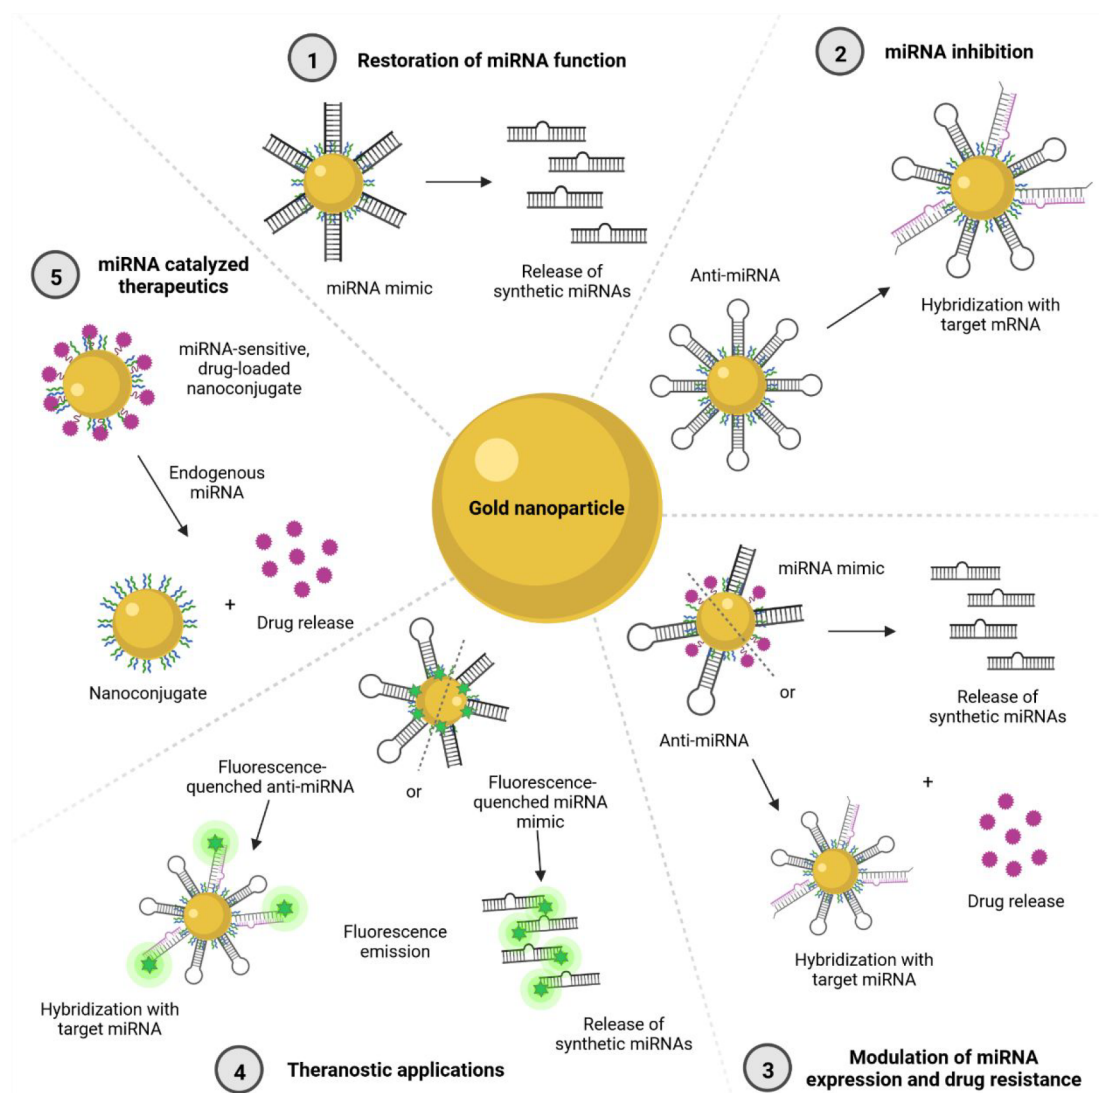 1
Restoration of miRNA function
miRNA mimic
Release of
synthetic miRNAs
2
miRNA inhibition
Anti-miRNA
Hybridization with
target mRNA
5
miRNA catalyzed
therapeutics
miRNA-sensitive,
drug-loaded
nanoconjugate
Endogenous
miRNA
+
Drug release
Nanoconjugate
Gold nanoparticle
miRNA mimic
or
Anti-miRNA
Release of
synthetic miRNAs
+
Drug release
Hybridization with
target miRNA
3
Modulation of miRNA
expression and drug resistance
Fluorescence-
quenched anti-miRNA
or
Fluorescence-
quenched miRNA
mimic
Fluorescence
emission
Hybridization with
target miRNA
Release of
synthetic miRNAs
4
Theranostic applications